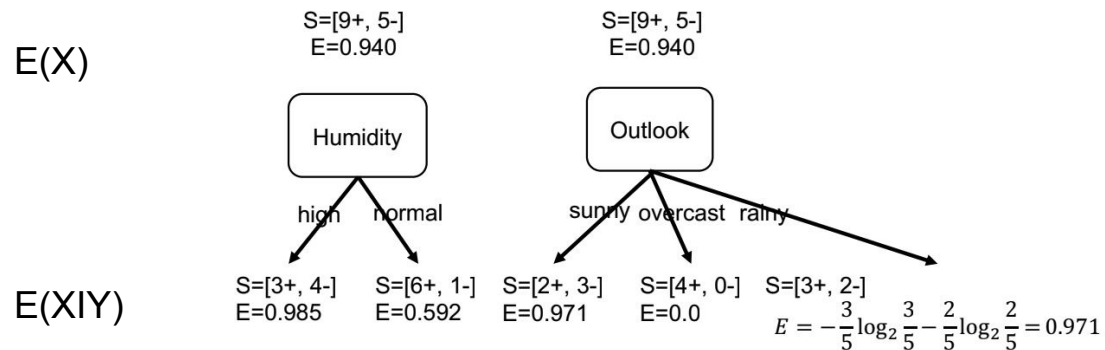 S=[9+, 5-] S=[9+, 5-]
E=0.940 E=0.940
E(X)
Humidity Outlook
high normal sunny overcast rainy
S=[3+, 4-] S=[6+, 1-] S=[2+, 3-] S=[4+, 0-] S=[3+, 2-]
E(XIY)
E=0.985 E=0.592 E=0.971 E=0.0
E = −3/5 log₂ 3/5 − 2/5 log₂ 2/5 = 0.971